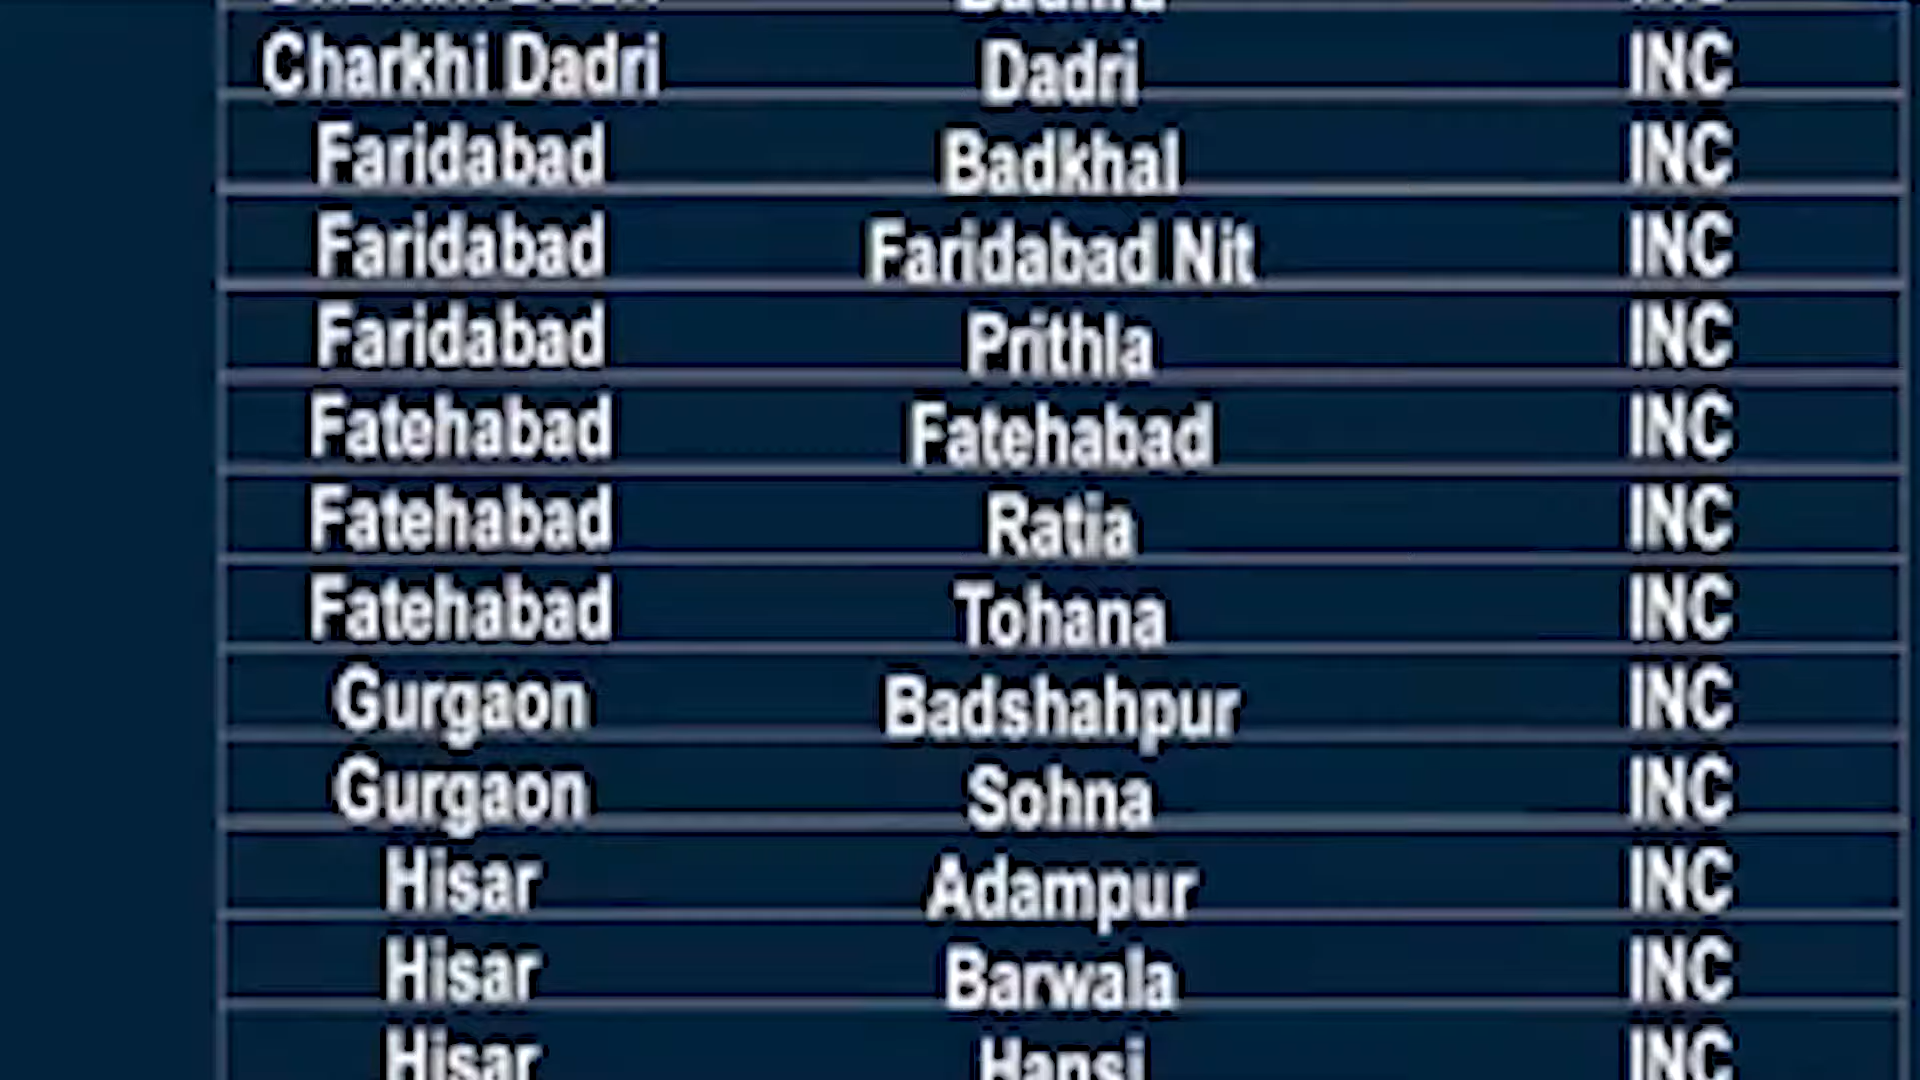 Charkhi Dadri Dadri INC
Faridabad Badkhal INC
Faridabad Faridabad Nit INC
Faridabad Prithla INC
Fatehabad Fatehabad INC
Fatehabad Ratia INC
Fatehabad Tohana INC
Gurgaon Badshahpur INC
Gurgaon Sohna INC
Hisar Adampur INC
Hisar Barwala INC
Hisar Hansi INC